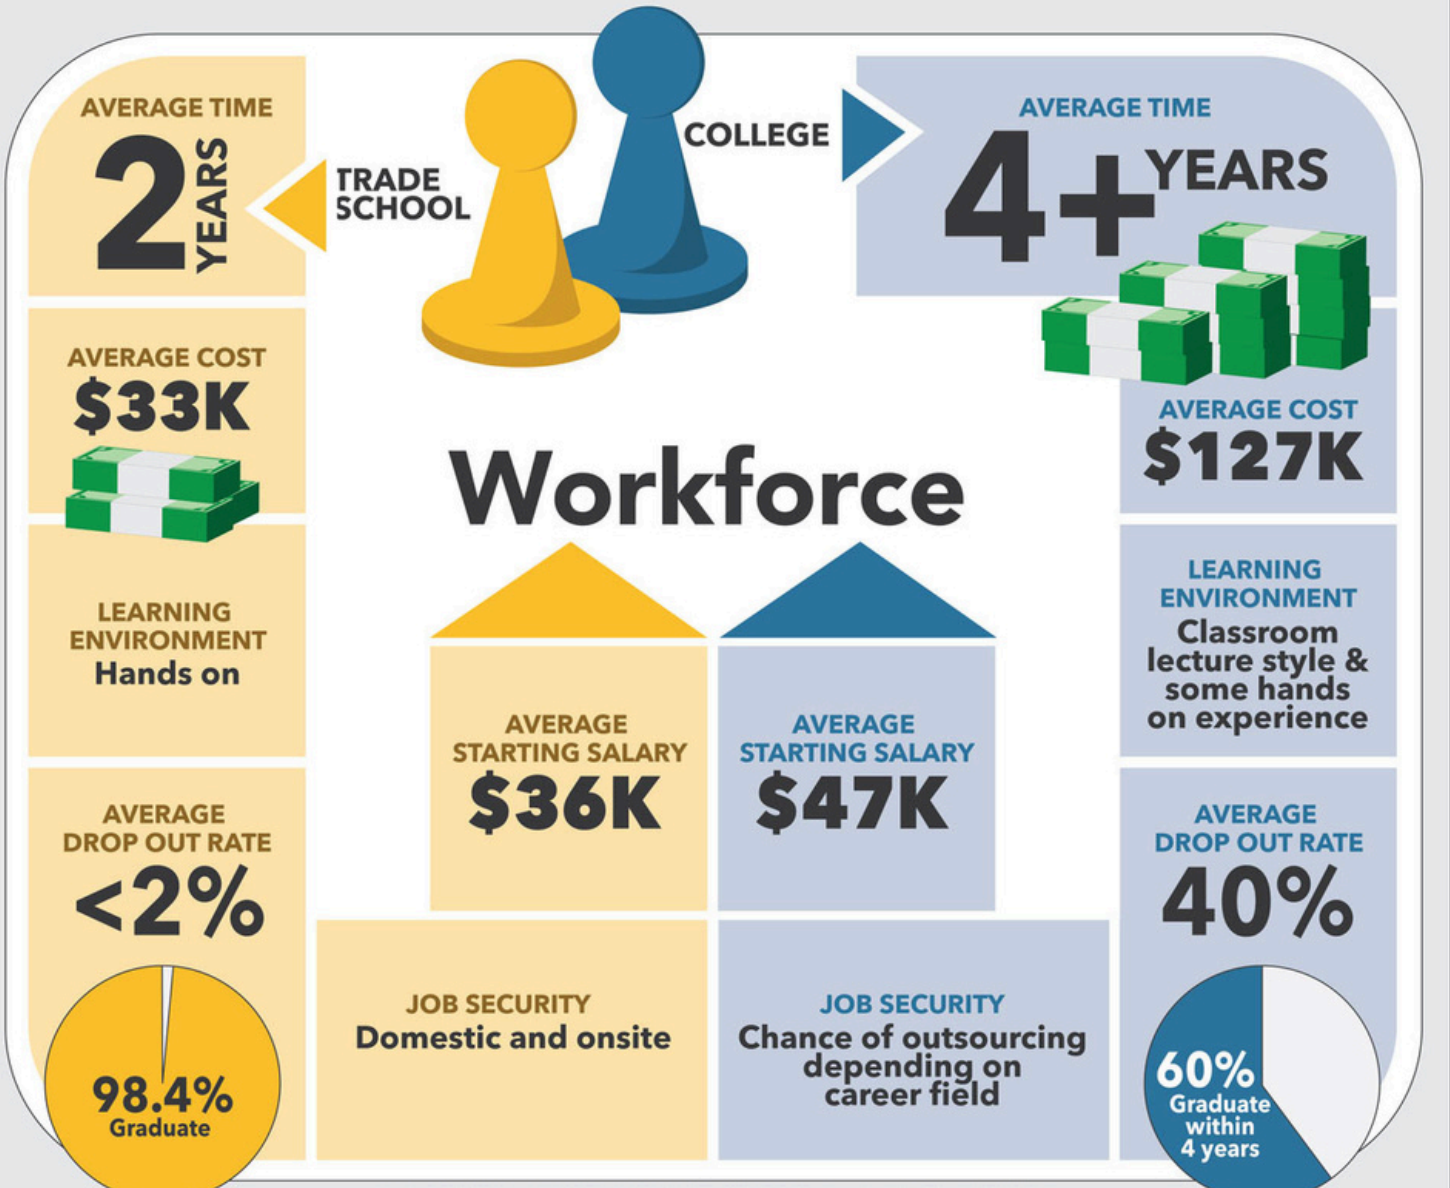 AVERAGE TIME
2
YEARS
TRADE
SCHOOL
COLLEGE
AVERAGE TIME
4+
YEARS
AVERAGE COST
$33K
LEARNING
ENVIRONMENT
Hands on
AVERAGE
DROP OUT RATE
<2%
98.4%
Graduate
AVERAGE COST
$127K
LEARNING
ENVIRONMENT
Classroom
lecture style &
some hands
on experience
AVERAGE
DROP OUT RATE
40%
60%
Graduate
within
4 years
Workforce
AVERAGE
STARTING SALARY
$36K
AVERAGE
STARTING SALARY
$47K
JOB SECURITY
Domestic and onsite
JOB SECURITY
Chance of outsourcing
depending on
career field